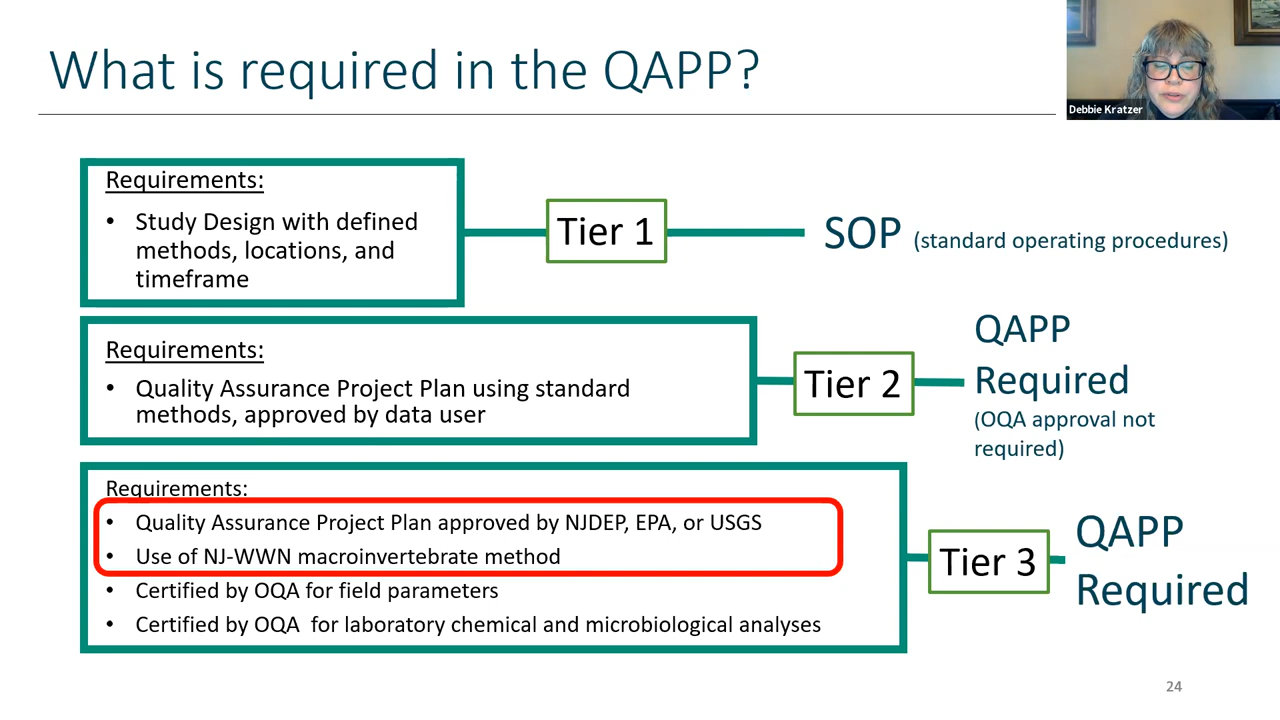 What is required in the QAPP?
Debbie Kratzer
Requirements:
• Study Design with defined
methods, locations, and
timeframe
Tier 1
SOP (standard operating procedures)
Requirements:
• Quality Assurance Project Plan using standard
methods, approved by data user
Tier 2
QAPP
Required
(OQA approval not
required)
Requirements:
• Quality Assurance Project Plan approved by NJDEP, EPA, or USGS
• Use of NJ-WWN macroinvertebrate method
• Certified by OQA for field parameters
• Certified by OQA for laboratory chemical and microbiological analyses
Tier 3
QAPP
Required
24